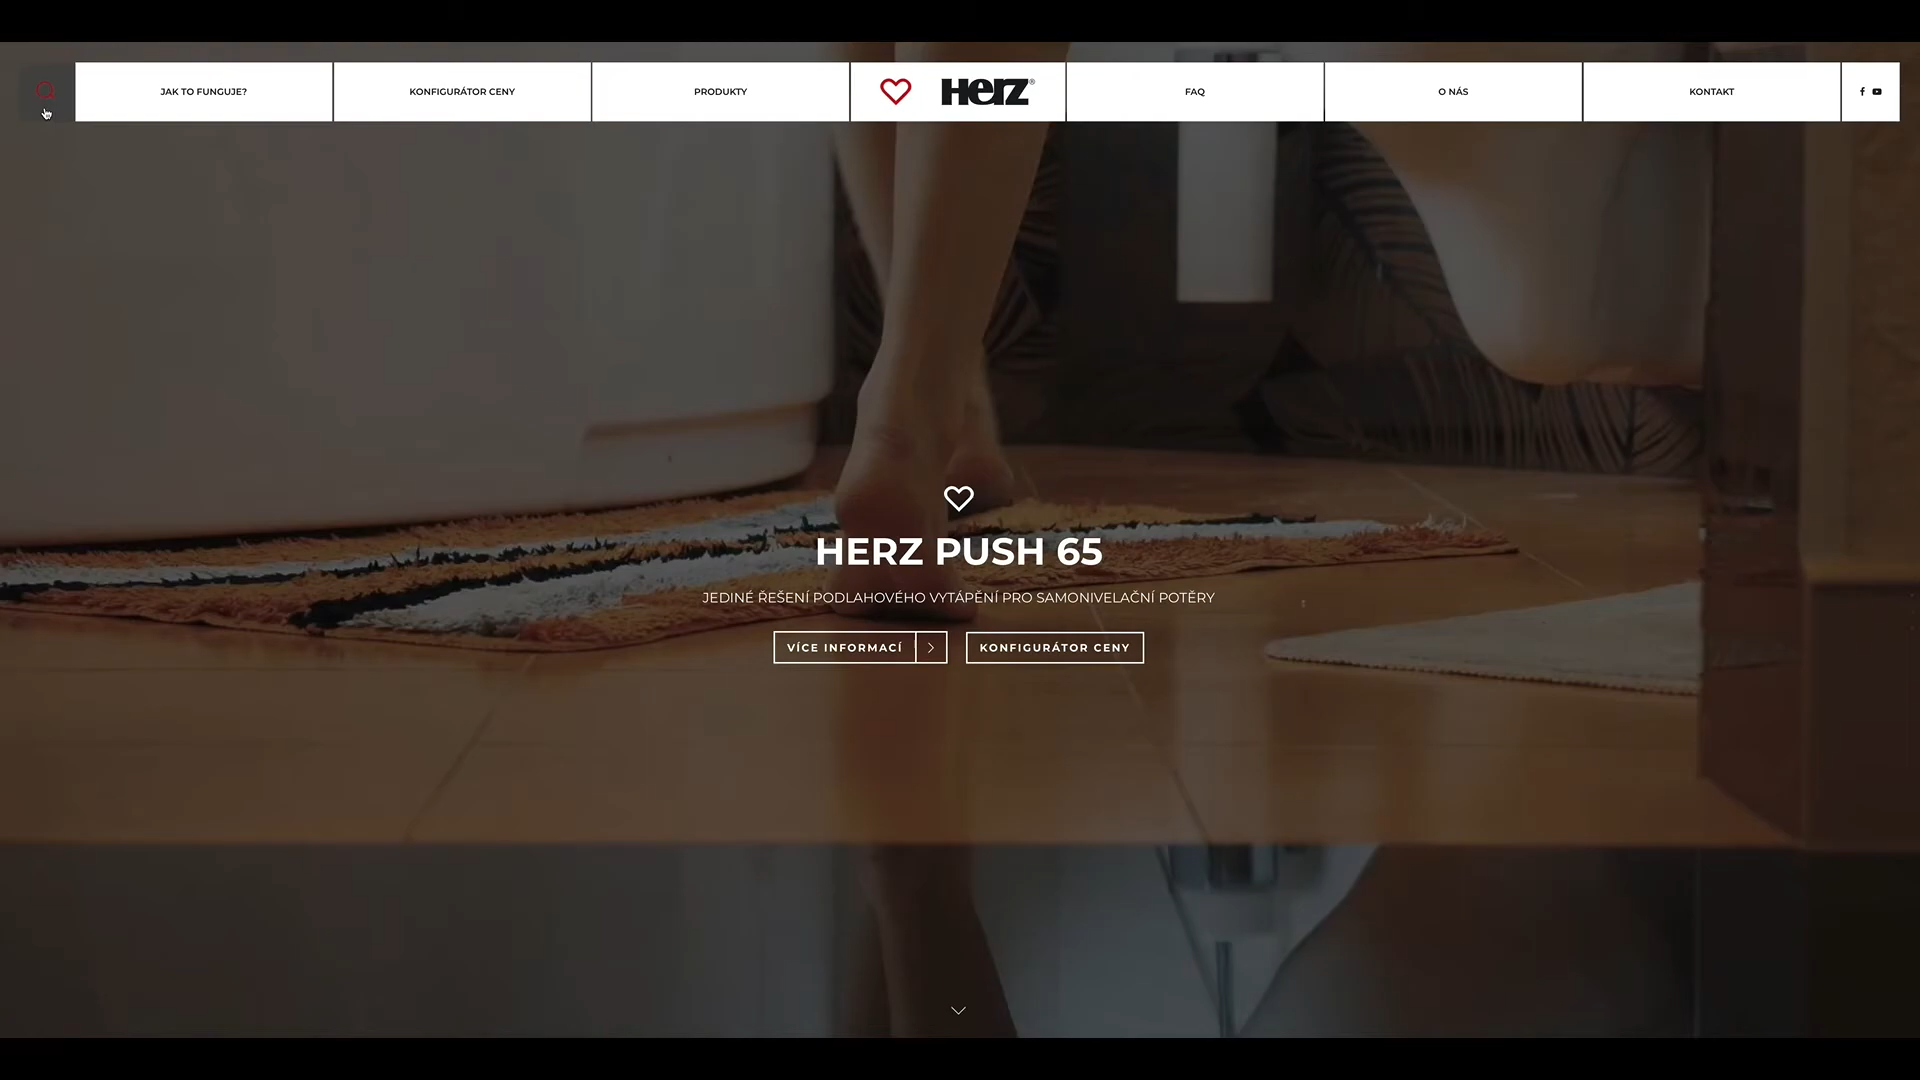 JAK TO FUNGUJE?
KONFIGURÁTOR CENY
PRODUKTY
HERZ®
FAQ
O NÁS
KONTAKT
HERZ PUSH 65
JEDINÉ ŘEŠENÍ PODLAHOVÉHO VYTÁPĚNÍ PRO SAMONIVELAČNÍ POTĚRY
VÍCE INFORMACÍ
KONFIGURÁTOR CENY